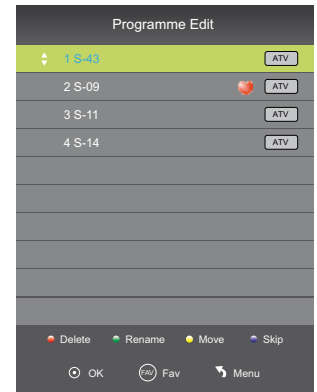 Programme Edit
1 S-43 ATV
2 S-09 ATV
3 S-11 ATV
4 S-14 ATV
Delete Rename Move Skip
OK FAV Fav Menu